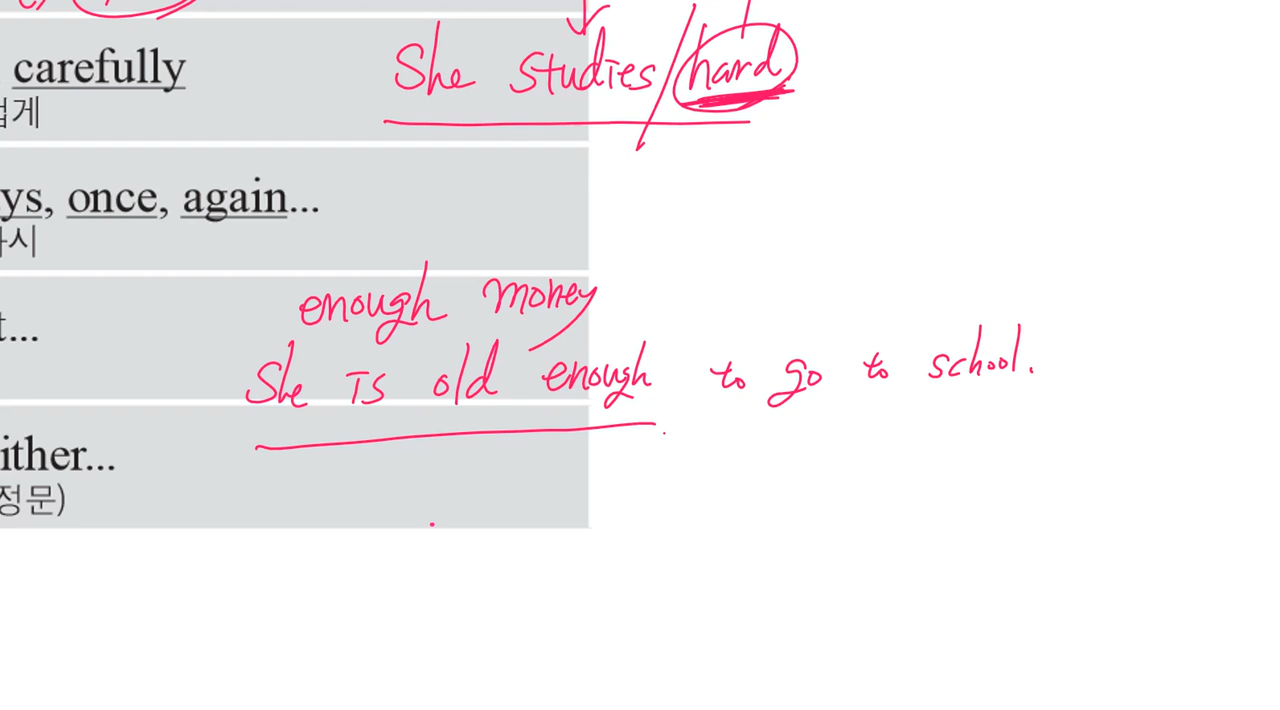 carefully
She studies/hard
게
ys, once, again...
시
enough money
t...
She is old enough to go to school.
ither...
정문)